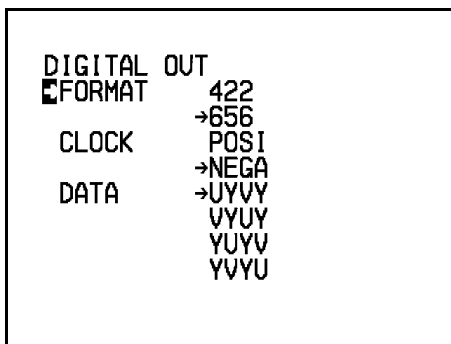 DIGITAL OUT
FORMAT 422
→656
CLOCK POSI
→NEGA
DATA →UYVY
VYUY
YUYV
YVYU